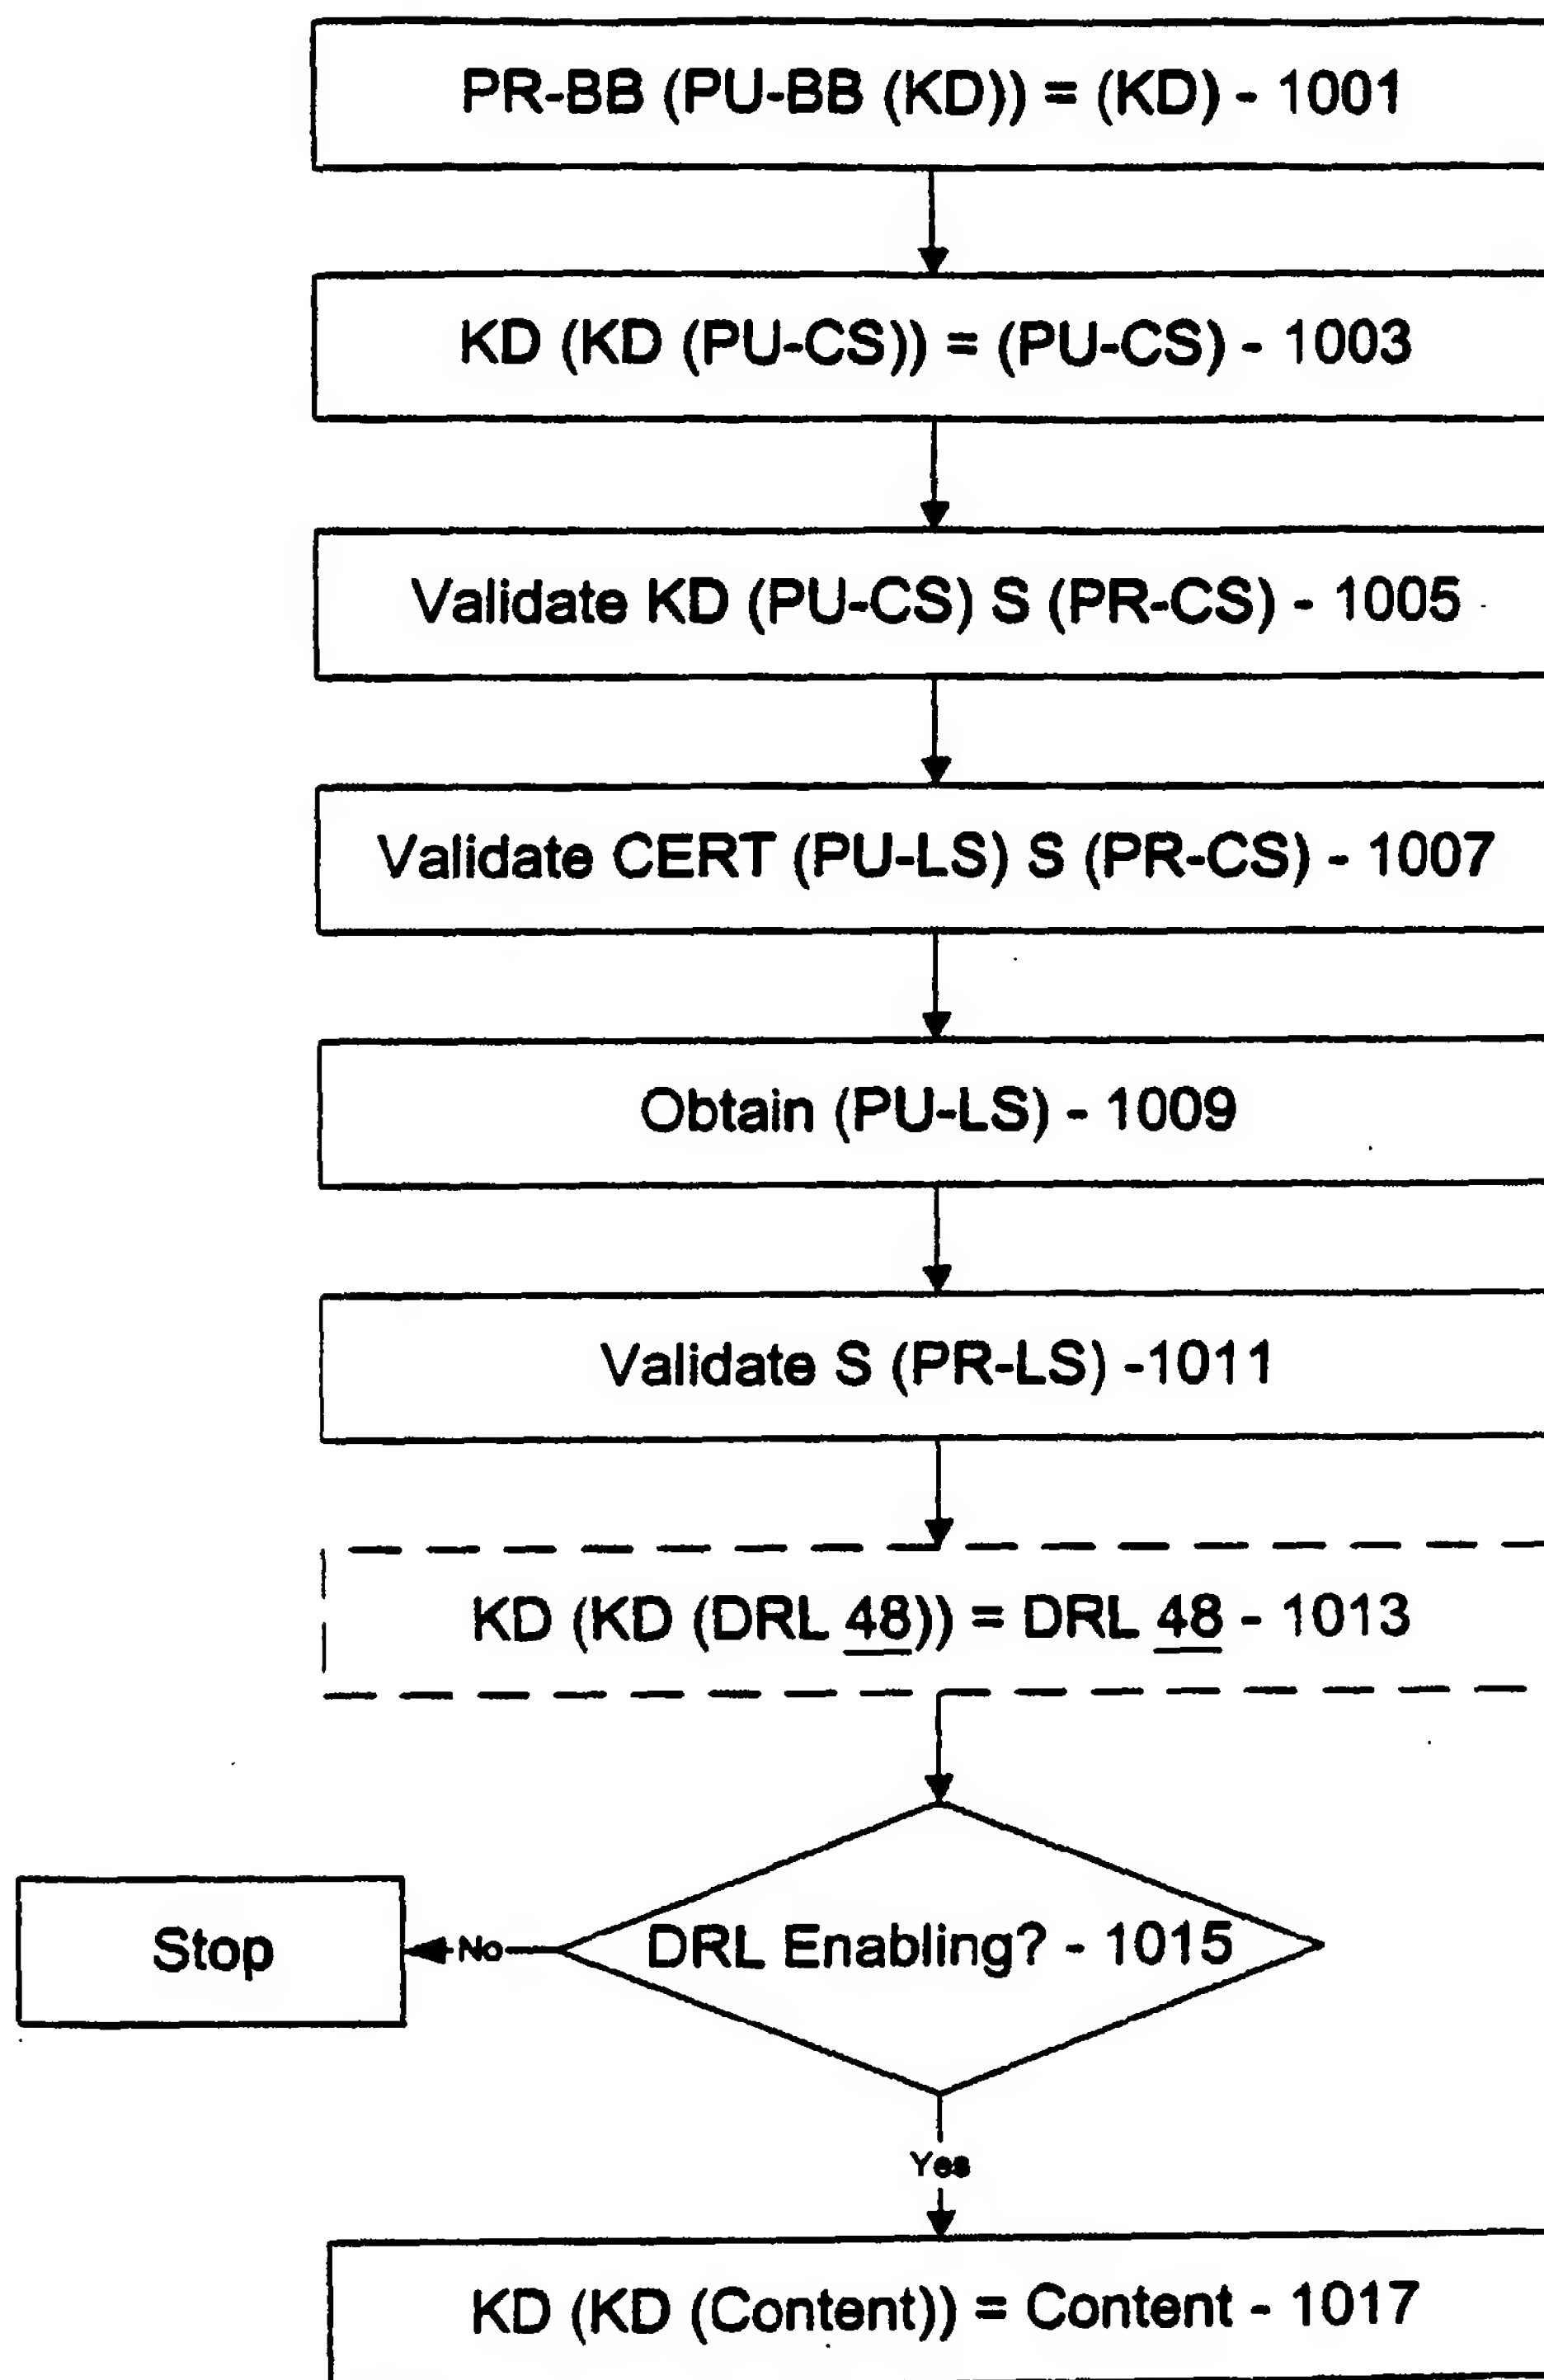 PR-BB (PU-BB (KD)) = (KD) - 1001
KD (KD (PU-CS)) = (PU-CS) - 1003
Validate KD (PU-CS) S (PR-CS) - 1005
Validate CERT (PU-LS) S (PR-CS) - 1007
Obtain (PU-LS) - 1009
Validate S (PR-LS) -1011
KD (KD (DRL 48)) = DRL 48 - 1013
DRL Enabling? - 1015
No
Stop
Yes
KD (KD (Content)) = Content - 1017